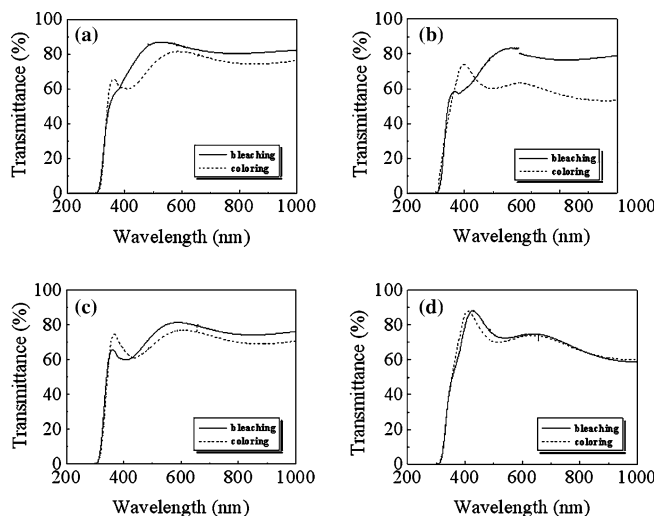 (a)
Transmittance (%)
100
80
60
40
20
0
bleaching
coloring
200 400 600 800 1000
Wavelength (nm)
(b)
Transmittance (%)
100
80
60
40
20
0
bleaching
coloring
200 400 600 800 1000
Wavelength (nm)
(c)
Transmittance (%)
100
80
60
40
20
0
bleaching
coloring
200 400 600 800 1000
Wavelength (nm)
(d)
Transmittance (%)
100
80
60
40
20
0
bleaching
coloring
200 400 600 800 1000
Wavelength (nm)